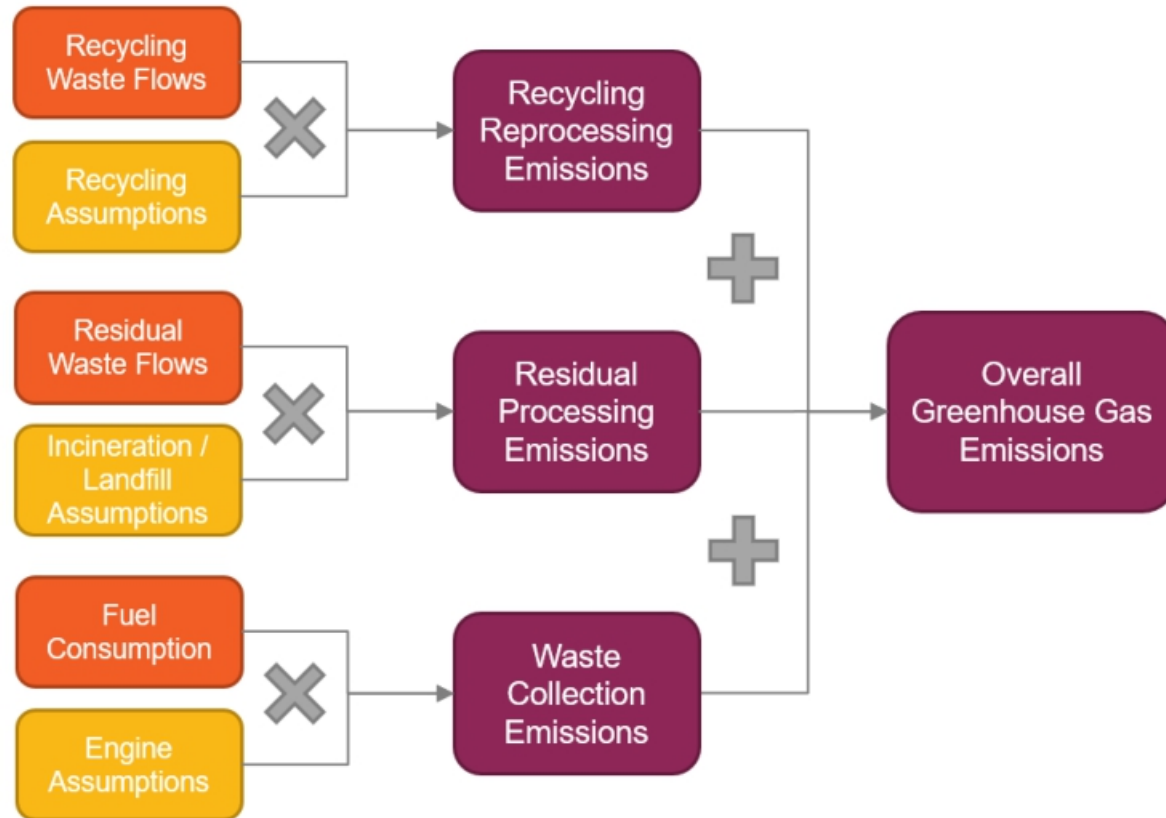 Recycling
Waste Flows
Recycling
Assumptions
Recycling
Reprocessing
Emissions
Residual
Waste Flows
Incineration /
Landfill
Assumptions
Residual
Processing
Emissions
Fuel
Consumption
Engine
Assumptions
Waste
Collection
Emissions
Overall
Greenhouse Gas
Emissions